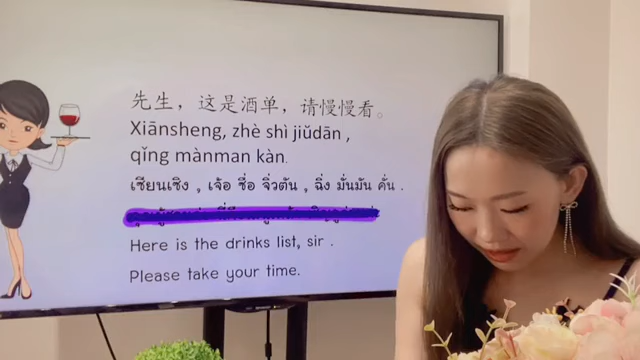 先生，这是酒单，请慢慢看。
Xiānsheng, zhè shì jiǔdān ,
qǐng mànman kàn.
เซียนเชิง , เจ้อ ชื่อ จิ่วตัน , ฉิ่ง มั่นมัน คั่น .
Here is the drinks list, sir .
Please take your time.